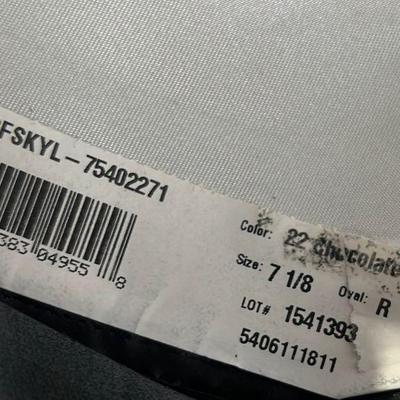 FSKYL-75402271
383 04955 8
Color: 22 Chocolate
Size: 7 1/8 Oval: R
LOT# 1541393
5406111811